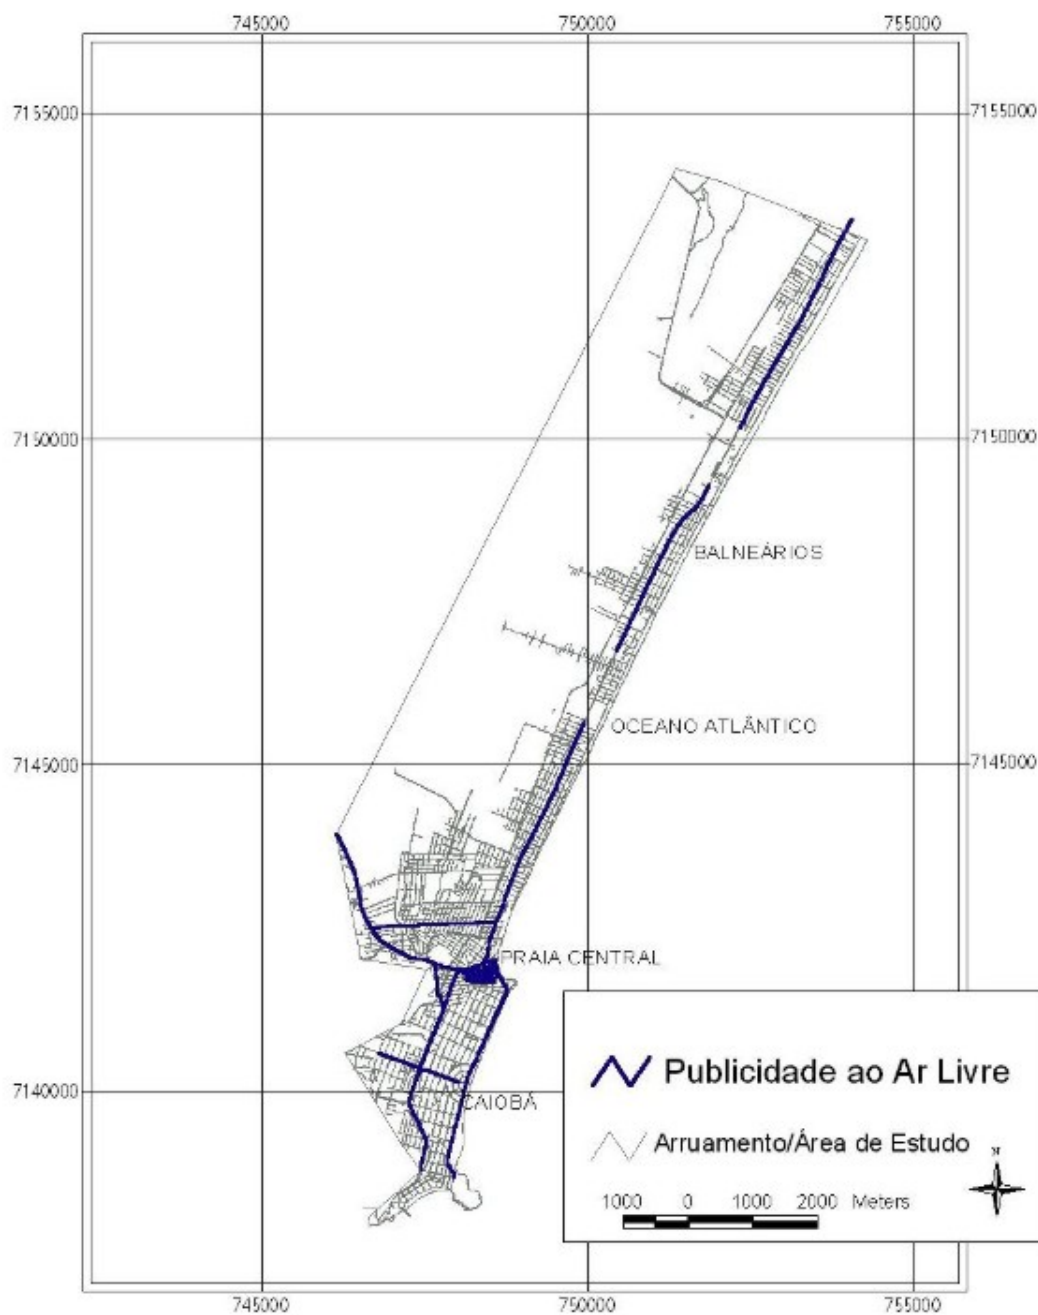 745000 750000 755000
7155000 7155000
7150000 7150000
BALNEÁRIOS
OCEANO ATLÂNTICO
7145000 7145000
PRAIA CENTRAL
Publicidade ao Ar Livre
7140000
CAIOBÁ
Arruamento/Área de Estudo
N
1000 0 1000 2000 Meters
745000 750000 755000